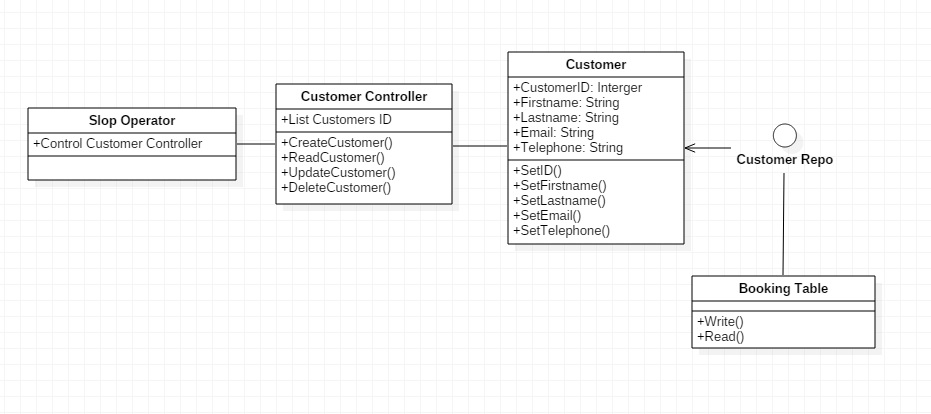 Slop Operator
+Control Customer Controller
Customer Controller
+List Customers ID
+CreateCustomer()
+ReadCustomer()
+UpdateCustomer()
+DeleteCustomer()
Customer
+CustomerID: Interger
+Firstname: String
+Lastname: String
+Email: String
+Telephone: String
+SetID()
+SetFirstname()
+SetLastname()
+SetEmail()
+SetTelephone()
Customer Repo
Booking Table
+Write()
+Read()